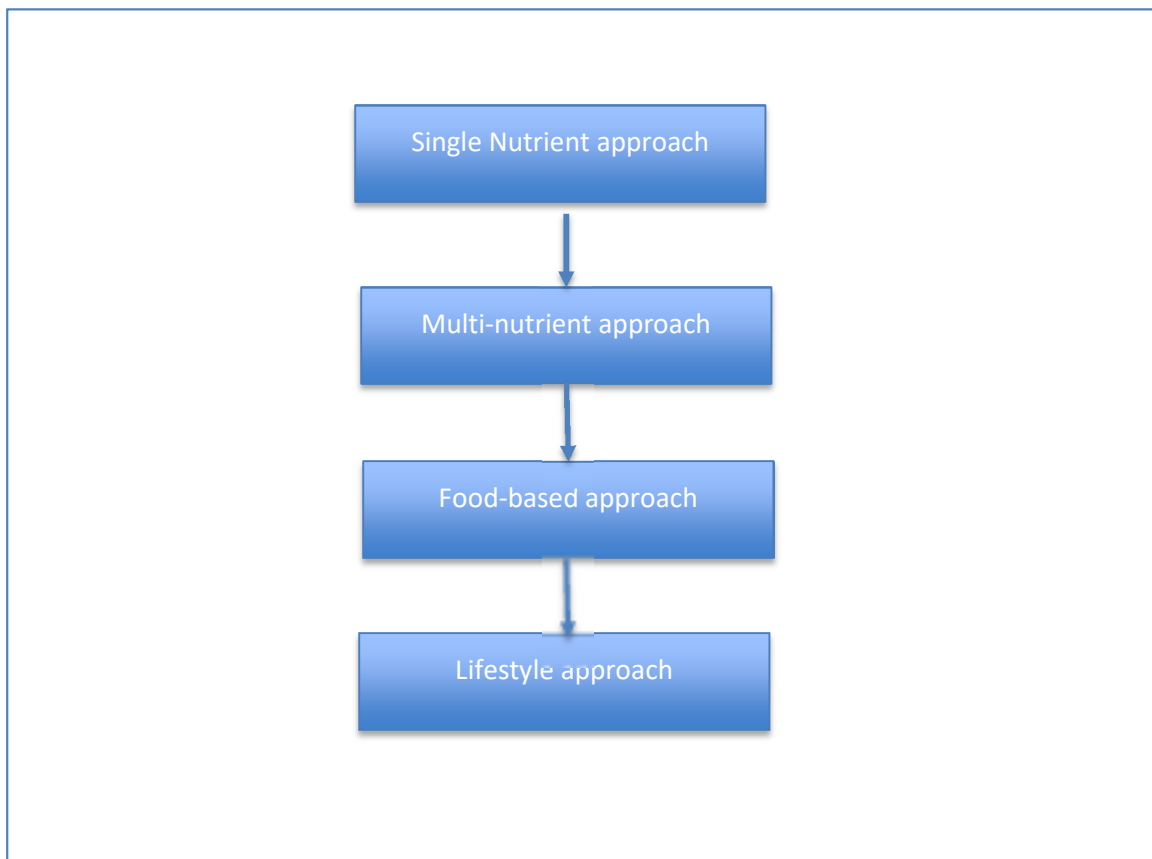 Single Nutrient approach
Multi-nutrient approach
Food-based approach
Lifestyle approach